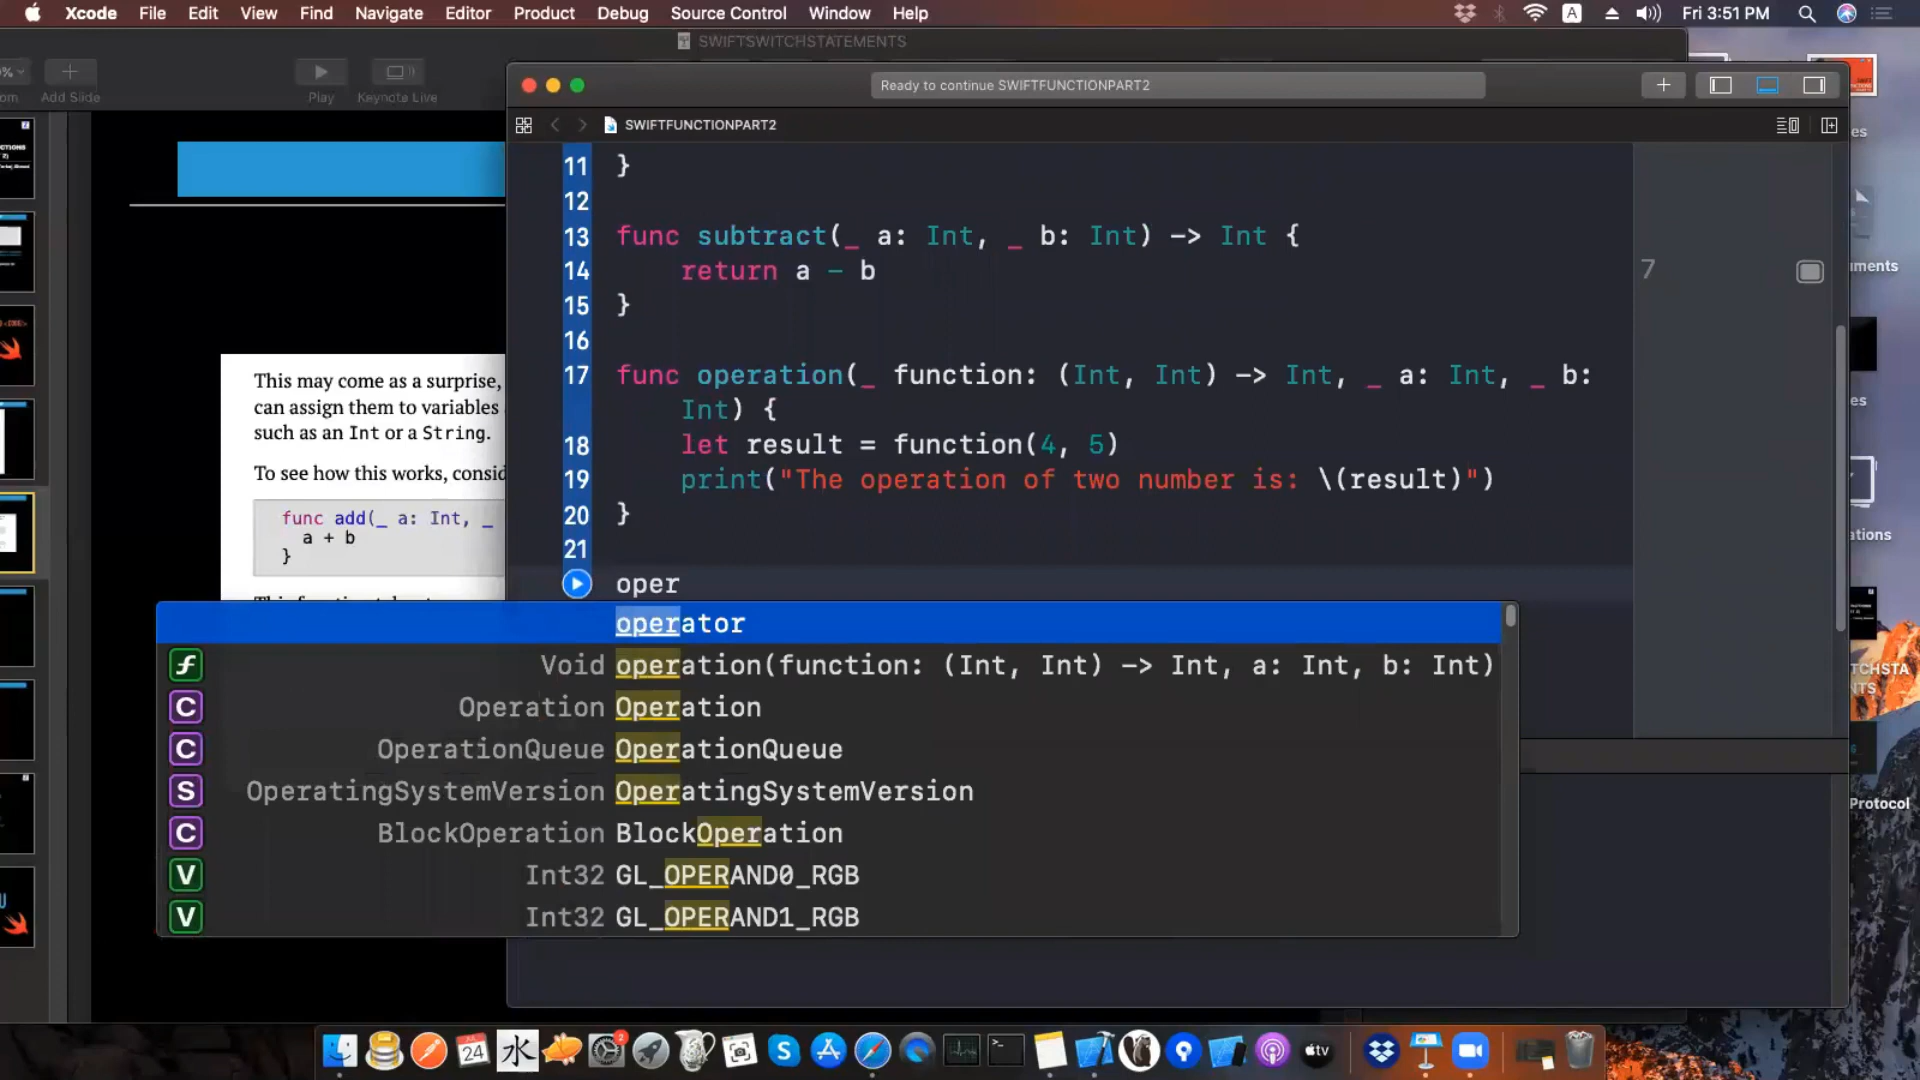 Xcode File Edit View Find Navigate Editor Product Debug Source Control Window Help
A Fri 3:51 PM
SWIFTSWITCHSTATEMENTS
Add Slide
Play
Keynote Live
Ready to continue SWIFTFUNCTIONPART2
SWIFTFUNCTIONPART2
11 }
12
13 func subtract(_ a: Int, _ b: Int) -> Int {
14 return a - b
7
15 }
16
17 func operation(_ function: (Int, Int) -> Int, _ a: Int, _ b:
Int) {
18 let result = function(4, 5)
19 print("The operation of two number is: \(result)")
20 }
21
oper
operator
f Void operation(function: (Int, Int) -> Int, a: Int, b: Int)
C Operation Operation
C OperationQueue OperationQueue
S OperatingSystemVersion OperatingSystemVersion
C BlockOperation BlockOperation
V Int32 GL_OPERAND0_RGB
V Int32 GL_OPERAND1_RGB
This may come as a surprise,
can assign them to variables
such as an Int or a String.
To see how this works, consid
func add(_ a: Int, _
a + b
}
Protocol
24
水
2
tv